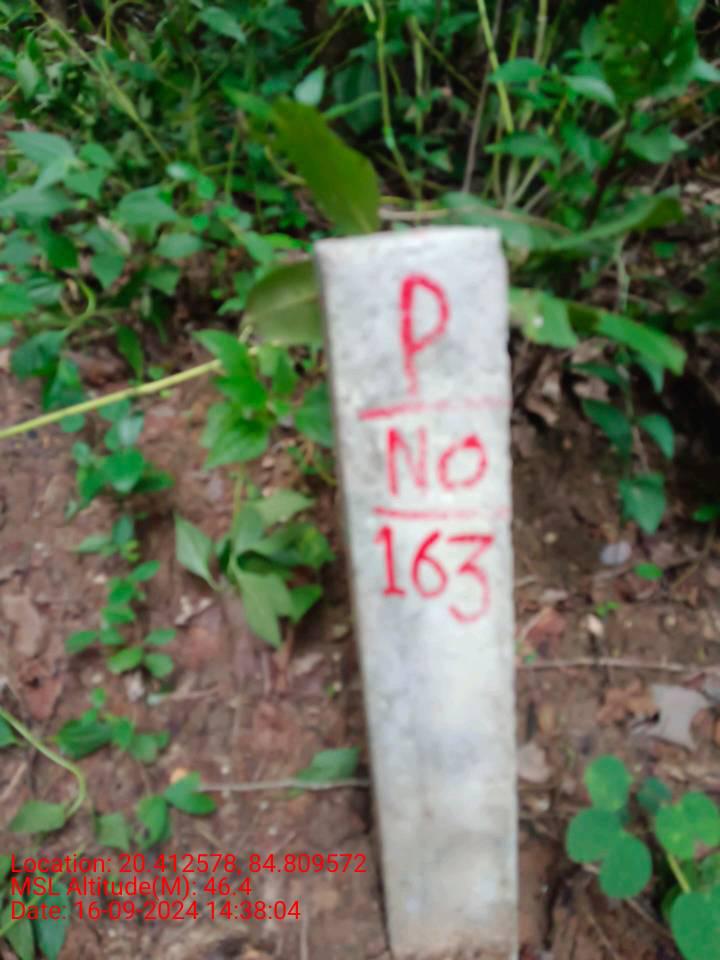 P
No
163
Location: 20.412578, 84.809572
MSL Altitude(M): 46.4
Date: 16-09-2024 14:38:04